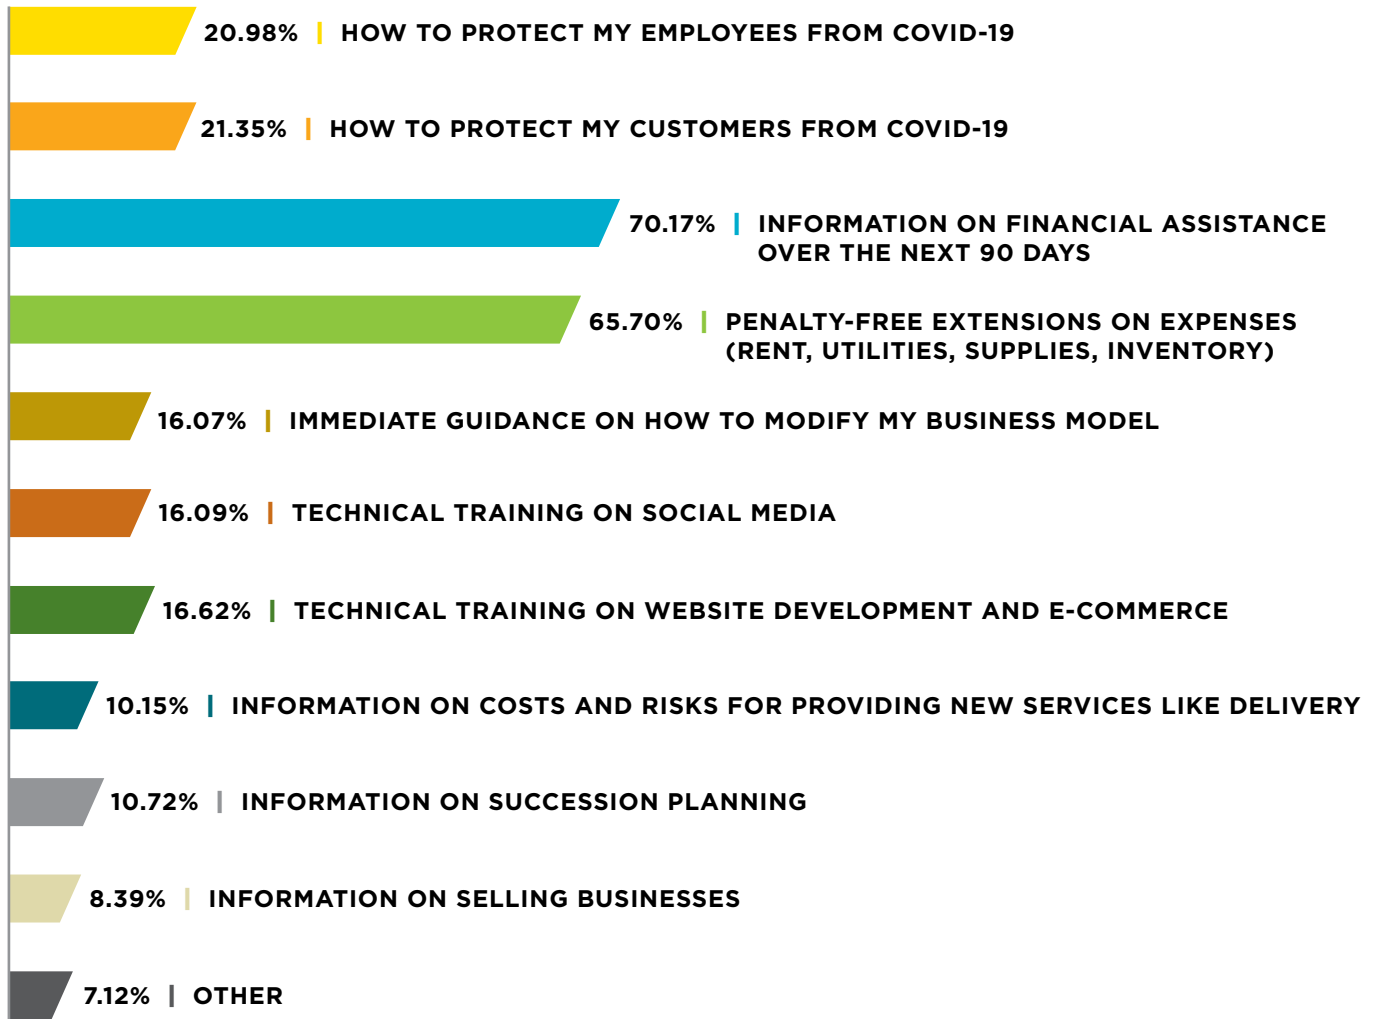 20.98% | HOW TO PROTECT MY EMPLOYEES FROM COVID-19
21.35% | HOW TO PROTECT MY CUSTOMERS FROM COVID-19
70.17% | INFORMATION ON FINANCIAL ASSISTANCE
OVER THE NEXT 90 DAYS
65.70% | PENALTY-FREE EXTENSIONS ON EXPENSES
(RENT, UTILITIES, SUPPLIES, INVENTORY)
16.07% | IMMEDIATE GUIDANCE ON HOW TO MODIFY MY BUSINESS MODEL
16.09% | TECHNICAL TRAINING ON SOCIAL MEDIA
16.62% | TECHNICAL TRAINING ON WEBSITE DEVELOPMENT AND E-COMMERCE
10.15% | INFORMATION ON COSTS AND RISKS FOR PROVIDING NEW SERVICES LIKE DELIVERY
10.72% | INFORMATION ON SUCCESSION PLANNING
8.39% | INFORMATION ON SELLING BUSINESSES
7.12% | OTHER